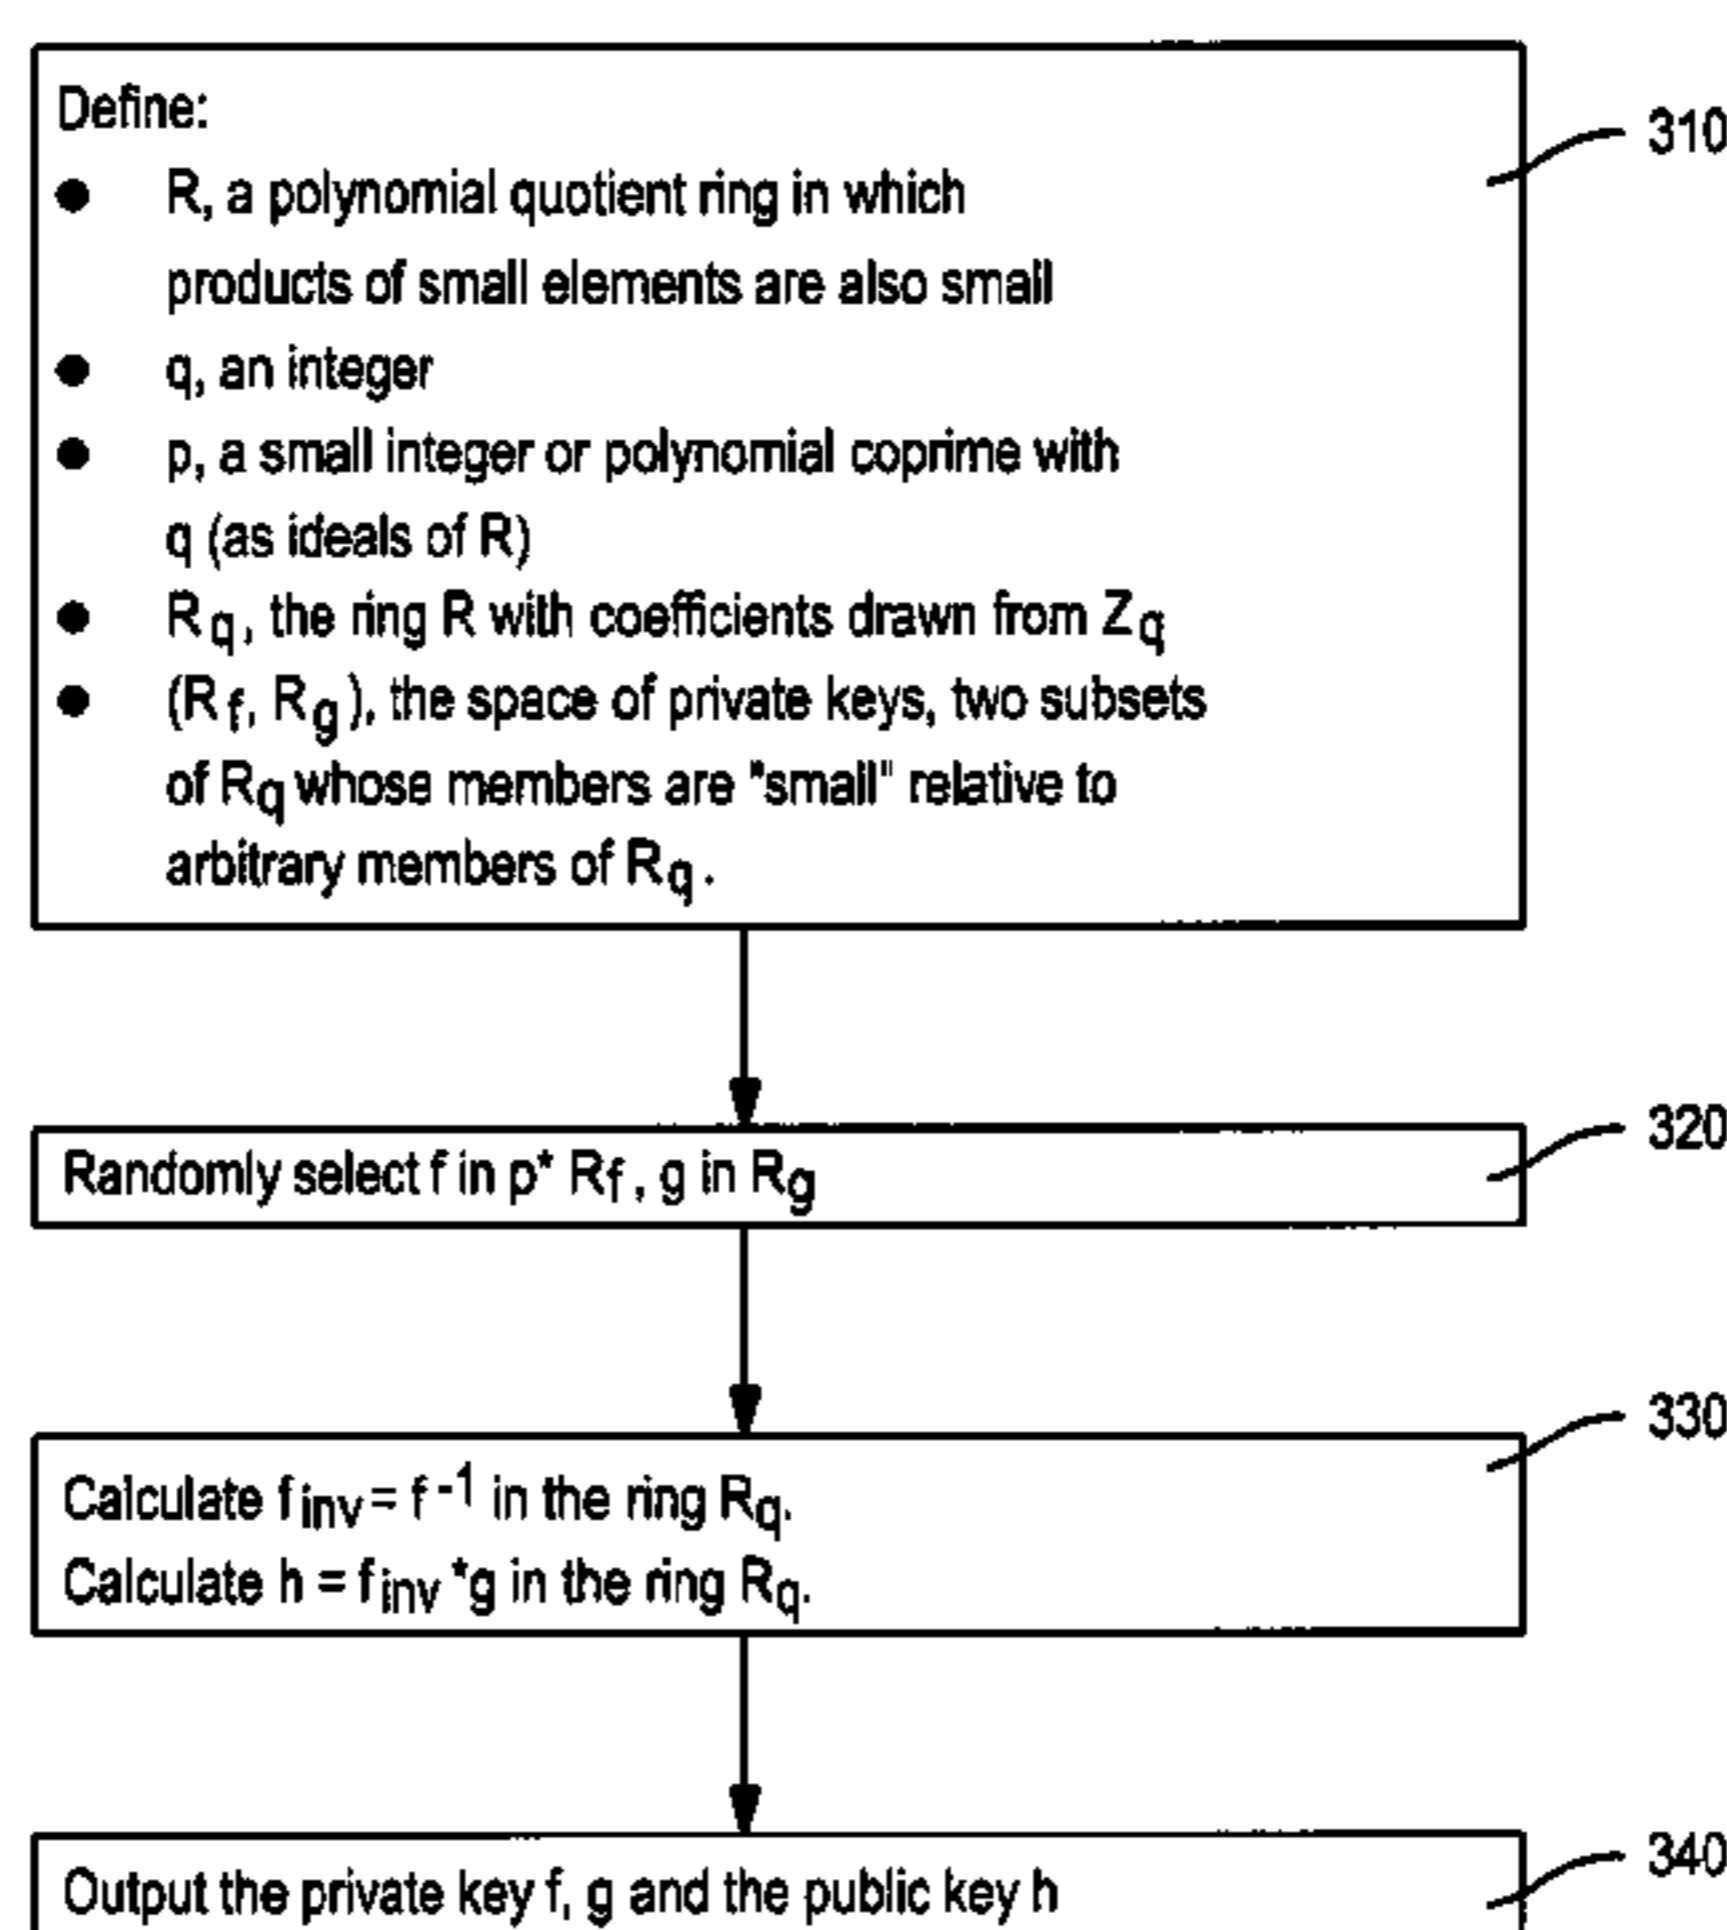 Define:
● R, a polynomial quotient ring in which
products of small elements are also small
● q, an integer
● p, a small integer or polynomial coprime with
q (as ideals of R)
● Rq, the ring R with coefficients drawn from Zq
● (Rf, Rg), the space of private keys, two subsets
of Rq whose members are "small" relative to
arbitrary members of Rq.
310
Randomly select f in p* Rf, g in Rg
320
Calculate finv = f-1 in the ring Rq.
Calculate h = finv *g in the ring Rq.
330
Output the private key f, g and the public key h
340